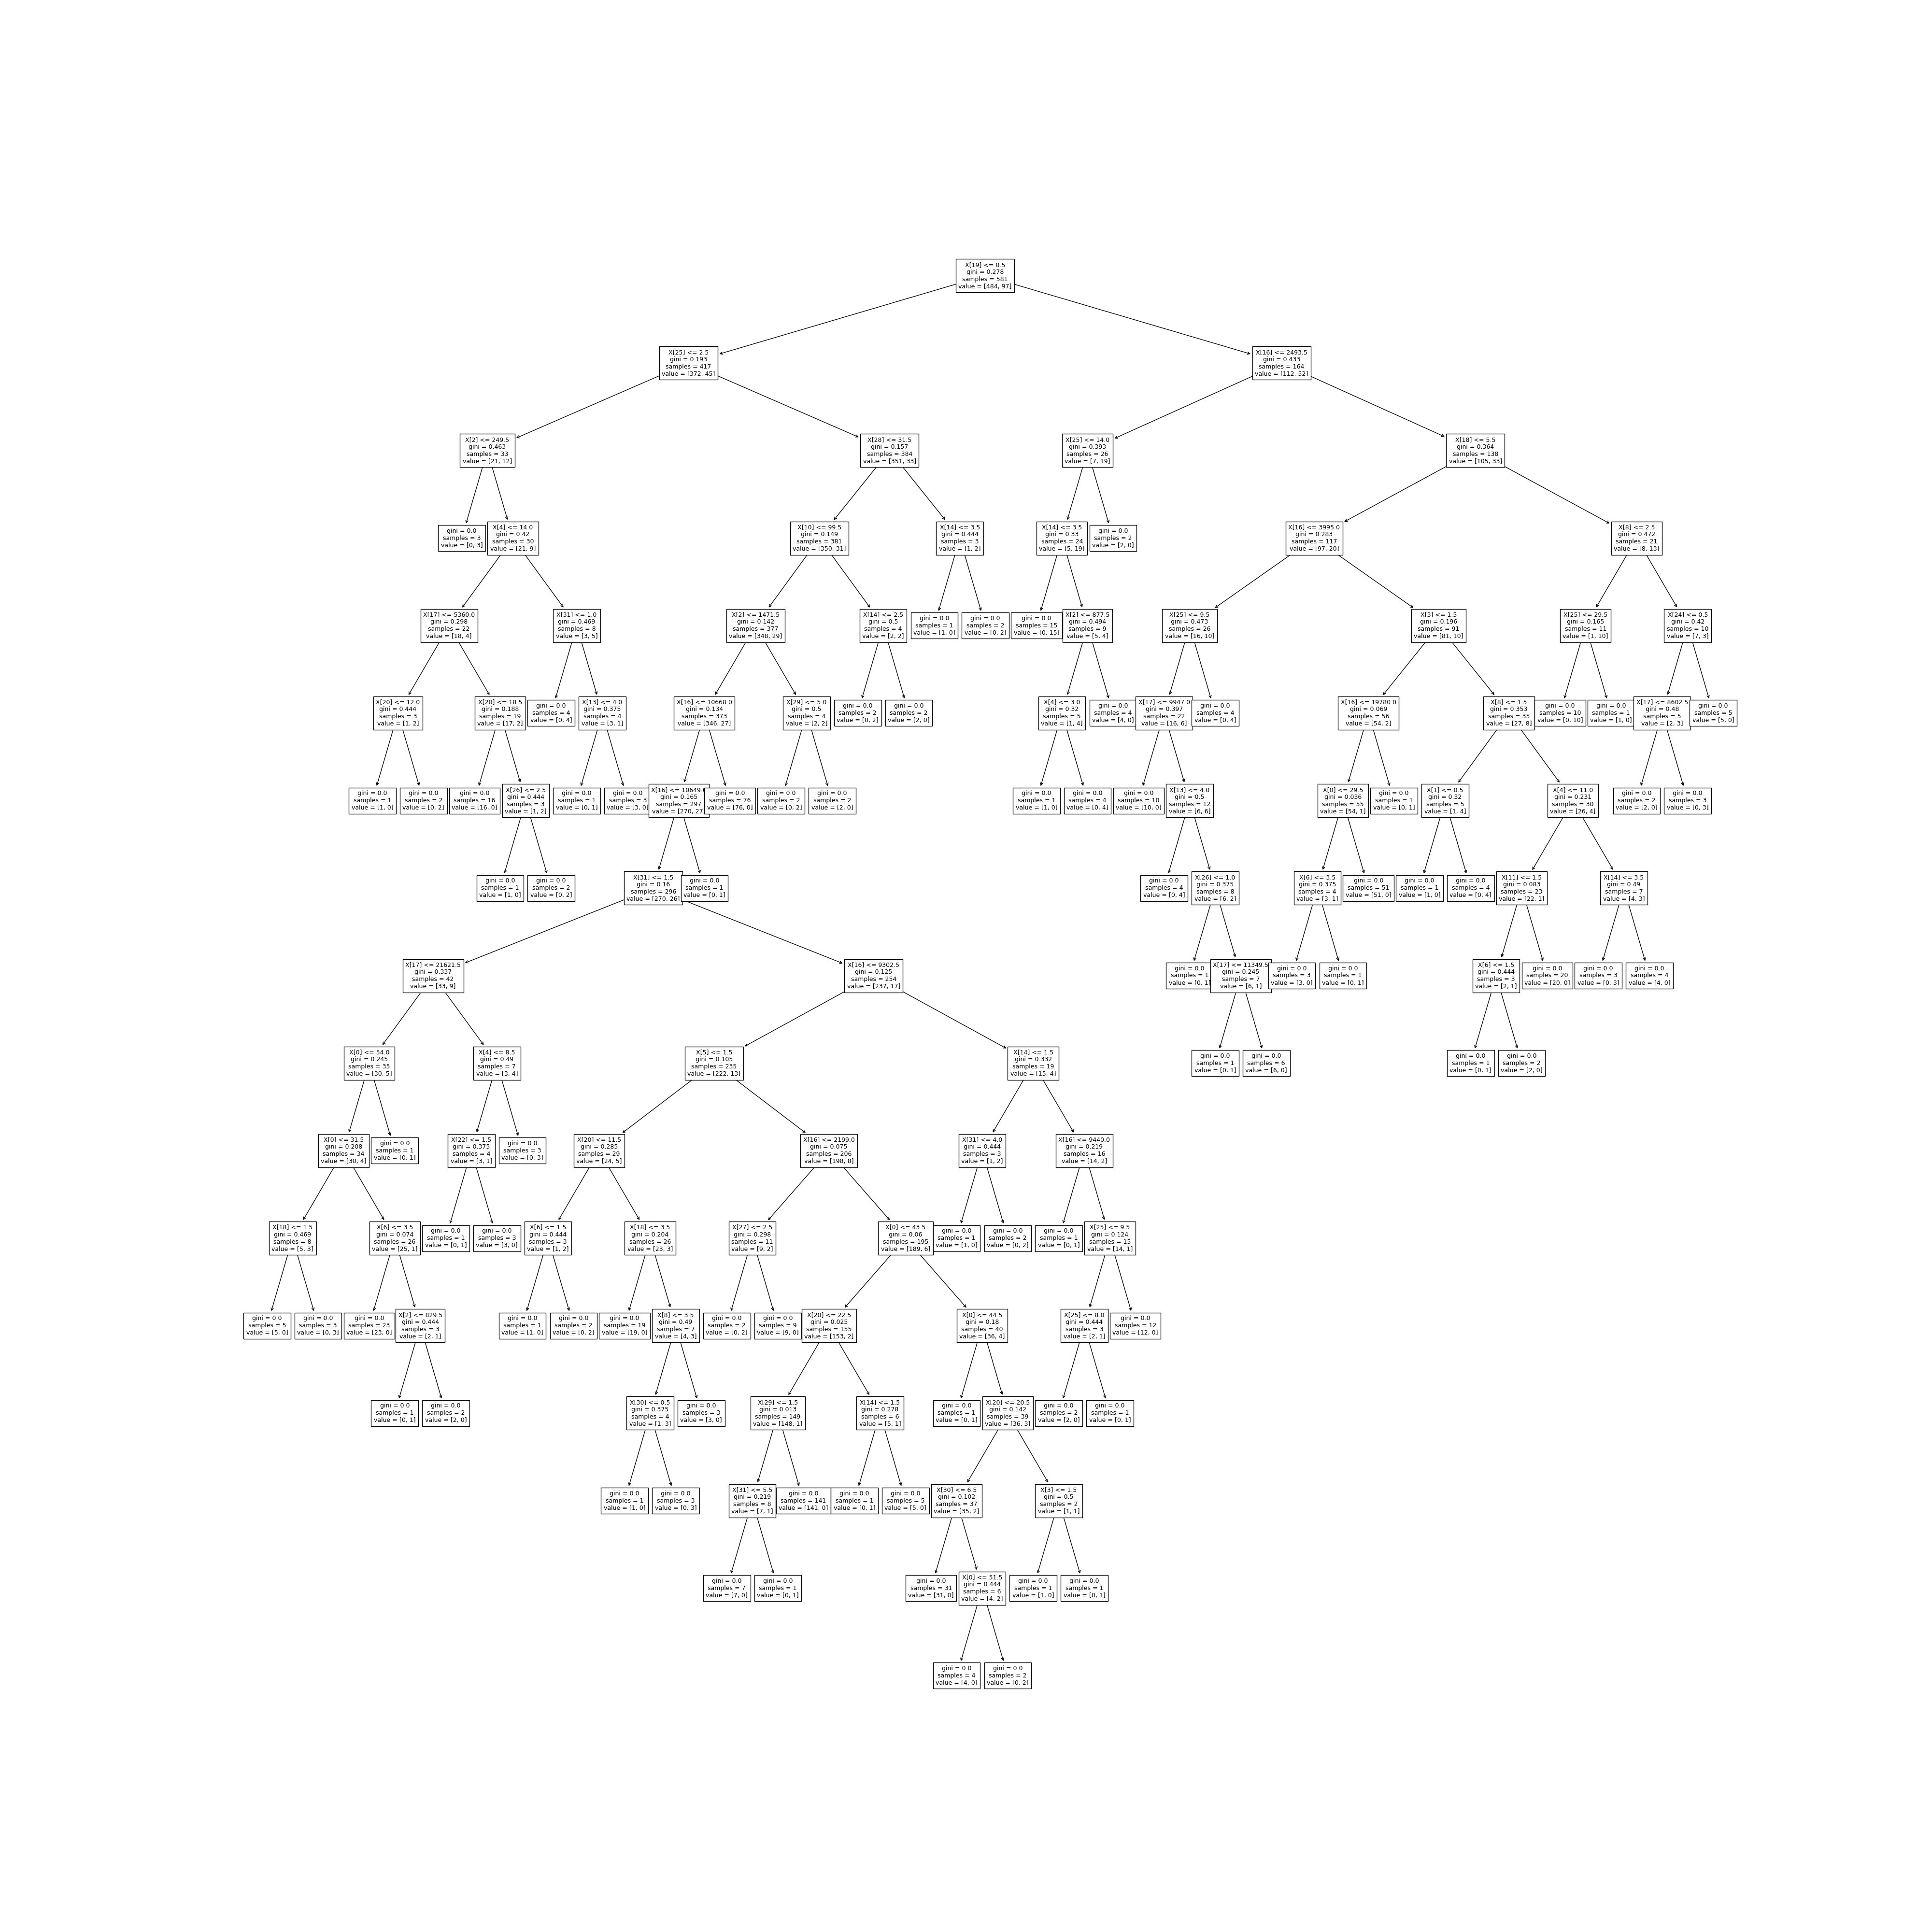 X[19] <= 0.5
gini = 0.278
samples = 581
value = [484, 97]
X[25] <= 2.5
gini = 0.193
samples = 417
value = [372, 45]
X[16] <= 2493.5
gini = 0.433
samples = 164
value = [112, 52]
X[2] <= 249.5
gini = 0.463
samples = 33
value = [21, 12]
X[28] <= 31.5
gini = 0.157
samples = 384
value = [351, 33]
X[25] <= 14.0
gini = 0.393
samples = 26
value = [7, 19]
X[18] <= 5.5
gini = 0.364
samples = 138
value = [105, 33]
gini = 0.0
samples = 3
value = [0, 3]
X[4] <= 14.0
gini = 0.42
samples = 30
value = [21, 9]
X[10] <= 99.5
gini = 0.149
samples = 381
value = [350, 31]
X[14] <= 3.5
gini = 0.444
samples = 3
value = [1, 2]
X[14] <= 3.5
gini = 0.33
samples = 24
value = [5, 19]
gini = 0.0
samples = 2
value = [2, 0]
X[16] <= 3995.0
gini = 0.283
samples = 117
value = [97, 20]
X[8] <= 2.5
gini = 0.472
samples = 21
value = [8, 13]
X[17] <= 5360.0
gini = 0.298
samples = 22
value = [18, 4]
X[31] <= 1.0
gini = 0.469
samples = 8
value = [3, 5]
X[2] <= 1471.5
gini = 0.142
samples = 377
value = [348, 29]
X[14] <= 2.5
gini = 0.5
samples = 4
value = [2, 2]
gini = 0.0
samples = 1
value = [1, 0]
gini = 0.0
samples = 2
value = [0, 2]
gini = 0.0
samples = 15
value = [0, 15]
X[2] <= 877.5
gini = 0.494
samples = 9
value = [5, 4]
X[25] <= 9.5
gini = 0.473
samples = 26
value = [16, 10]
X[3] <= 1.5
gini = 0.196
samples = 91
value = [81, 10]
X[25] <= 29.5
gini = 0.165
samples = 11
value = [1, 10]
X[24] <= 0.5
gini = 0.42
samples = 10
value = [7, 3]
X[20] <= 12.0
gini = 0.444
samples = 3
value = [1, 2]
X[20] <= 18.5
gini = 0.188
samples = 19
value = [17, 2]
gini = 0.0
samples = 4
value = [0, 4]
X[13] <= 4.0
gini = 0.375
samples = 4
value = [3, 1]
X[16] <= 10668.0
gini = 0.134
samples = 373
value = [346, 27]
X[29] <= 5.0
gini = 0.5
samples = 4
value = [2, 2]
gini = 0.0
samples = 2
value = [0, 2]
gini = 0.0
samples = 2
value = [2, 0]
X[4] <= 3.0
gini = 0.32
samples = 5
value = [1, 4]
gini = 0.0
samples = 4
value = [4, 0]
X[17] <= 9947.0
gini = 0.397
samples = 22
value = [16, 6]
gini = 0.0
samples = 4
value = [0, 4]
X[16] <= 19780.0
gini = 0.069
samples = 56
value = [54, 2]
X[8] <= 1.5
gini = 0.353
samples = 35
value = [27, 8]
gini = 0.0
samples = 10
value = [0, 10]
gini = 0.0
samples = 1
value = [1, 0]
X[17] <= 8602.5
gini = 0.48
samples = 5
value = [2, 3]
gini = 0.0
samples = 5
value = [5, 0]
gini = 0.0
samples = 1
value = [1, 0]
gini = 0.0
samples = 2
value = [0, 2]
gini = 0.0
samples = 16
value = [16, 0]
X[26] <= 2.5
gini = 0.444
samples = 3
value = [1, 2]
gini = 0.0
samples = 1
value = [0, 1]
gini = 0.0
samples = 3
value = [3, 0]
X[16] <= 10649.
gini = 0.165
samples = 297
value = [270, 27
gini = 0.0
samples = 76
value = [76, 0]
gini = 0.0
samples = 2
value = [0, 2]
gini = 0.0
samples = 2
value = [2, 0]
gini = 0.0
samples = 1
value = [1, 0]
gini = 0.0
samples = 4
value = [0, 4]
gini = 0.0
samples = 10
value = [10, 0]
X[13] <= 4.0
gini = 0.5
samples = 12
value = [6, 6]
X[0] <= 29.5
gini = 0.036
samples = 55
value = [54, 1]
gini = 0.0
samples = 1
value = [0, 1]
X[1] <= 0.5
gini = 0.32
samples = 5
value = [1, 4]
X[4] <= 11.0
gini = 0.231
samples = 30
value = [26, 4]
gini = 0.0
samples = 2
value = [2, 0]
gini = 0.0
samples = 3
value = [0, 3]
gini = 0.0
samples = 1
value = [1, 0]
gini = 0.0
samples = 2
value = [0, 2]
X[31] <= 1.5
gini = 0.16
samples = 296
value = [270, 26]
gini = 0.0
samples = 1
value = [0, 1]
gini = 0.0
samples = 4
value = [0, 4]
X[26] <= 1.0
gini = 0.375
samples = 8
value = [6, 2]
X[6] <= 3.5
gini = 0.375
samples = 4
value = [3, 1]
gini = 0.0
samples = 51
value = [51, 0]
gini = 0.0
samples = 1
value = [1, 0]
gini = 0.0
samples = 4
value = [0, 4]
X[11] <= 1.5
gini = 0.083
samples = 23
value = [22, 1]
X[14] <= 3.5
gini = 0.49
samples = 7
value = [4, 3]
X[17] <= 21621.5
gini = 0.337
samples = 42
value = [33, 9]
X[16] <= 9302.5
gini = 0.125
samples = 254
value = [237, 17]
gini = 0.0
samples = 1
value = [0, 1]
X[17] <= 11349.5
gini = 0.245
samples = 7
value = [6, 1]
gini = 0.0
samples = 3
value = [3, 0]
gini = 0.0
samples = 1
value = [0, 1]
X[6] <= 1.5
gini = 0.444
samples = 3
value = [2, 1]
gini = 0.0
samples = 20
value = [20, 0]
gini = 0.0
samples = 3
value = [0, 3]
gini = 0.0
samples = 4
value = [4, 0]
X[0] <= 54.0
gini = 0.245
samples = 35
value = [30, 5]
X[4] <= 8.5
gini = 0.49
samples = 7
value = [3, 4]
X[5] <= 1.5
gini = 0.105
samples = 235
value = [222, 13]
X[14] <= 1.5
gini = 0.332
samples = 19
value = [15, 4]
gini = 0.0
samples = 1
value = [0, 1]
gini = 0.0
samples = 6
value = [6, 0]
gini = 0.0
samples = 1
value = [0, 1]
gini = 0.0
samples = 2
value = [2, 0]
X[0] <= 31.5
gini = 0.208
samples = 34
value = [30, 4]
gini = 0.0
samples = 1
value = [0, 1]
X[22] <= 1.5
gini = 0.375
samples = 4
value = [3, 1]
gini = 0.0
samples = 3
value = [0, 3]
X[20] <= 11.5
gini = 0.285
samples = 29
value = [24, 5]
X[16] <= 2199.0
gini = 0.075
samples = 206
value = [198, 8]
X[31] <= 4.0
gini = 0.444
samples = 3
value = [1, 2]
X[16] <= 9440.0
gini = 0.219
samples = 16
value = [14, 2]
X[18] <= 1.5
gini = 0.469
samples = 8
value = [5, 3]
X[6] <= 3.5
gini = 0.074
samples = 26
value = [25, 1]
gini = 0.0
samples = 1
value = [0, 1]
gini = 0.0
samples = 3
value = [3, 0]
X[6] <= 1.5
gini = 0.444
samples = 3
value = [1, 2]
X[18] <= 3.5
gini = 0.204
samples = 26
value = [23, 3]
X[27] <= 2.5
gini = 0.298
samples = 11
value = [9, 2]
X[0] <= 43.5
gini = 0.06
samples = 195
value = [189, 6]
gini = 0.0
samples = 1
value = [1, 0]
gini = 0.0
samples = 2
value = [0, 2]
gini = 0.0
samples = 1
value = [0, 1]
X[25] <= 9.5
gini = 0.124
samples = 15
value = [14, 1]
gini = 0.0
samples = 5
value = [5, 0]
gini = 0.0
samples = 3
value = [0, 3]
gini = 0.0
samples = 23
value = [23, 0]
X[2] <= 829.5
gini = 0.444
samples = 3
value = [2, 1]
gini = 0.0
samples = 1
value = [1, 0]
gini = 0.0
samples = 2
value = [0, 2]
gini = 0.0
samples = 19
value = [19, 0]
X[8] <= 3.5
gini = 0.49
samples = 7
value = [4, 3]
gini = 0.0
samples = 2
value = [0, 2]
gini = 0.0
samples = 9
value = [9, 0]
X[20] <= 22.5
gini = 0.025
samples = 155
value = [153, 2]
X[0] <= 44.5
gini = 0.18
samples = 40
value = [36, 4]
X[25] <= 8.0
gini = 0.444
samples = 3
value = [2, 1]
gini = 0.0
samples = 12
value = [12, 0]
gini = 0.0
samples = 1
value = [0, 1]
gini = 0.0
samples = 2
value = [2, 0]
X[30] <= 0.5
gini = 0.375
samples = 4
value = [1, 3]
gini = 0.0
samples = 3
value = [3, 0]
X[29] <= 1.5
gini = 0.013
samples = 149
value = [148, 1]
X[14] <= 1.5
gini = 0.278
samples = 6
value = [5, 1]
gini = 0.0
samples = 1
value = [0, 1]
X[20] <= 20.5
gini = 0.142
samples = 39
value = [36, 3]
gini = 0.0
samples = 2
value = [2, 0]
gini = 0.0
samples = 1
value = [0, 1]
gini = 0.0
samples = 1
value = [1, 0]
gini = 0.0
samples = 3
value = [0, 3]
X[31] <= 5.5
gini = 0.219
samples = 8
value = [7, 1]
gini = 0.0
samples = 141
value = [141, 0]
gini = 0.0
samples = 1
value = [0, 1]
gini = 0.0
samples = 5
value = [5, 0]
X[30] <= 6.5
gini = 0.102
samples = 37
value = [35, 2]
X[3] <= 1.5
gini = 0.5
samples = 2
value = [1, 1]
gini = 0.0
samples = 7
value = [7, 0]
gini = 0.0
samples = 1
value = [0, 1]
gini = 0.0
samples = 31
value = [31, 0]
X[0] <= 51.5
gini = 0.444
samples = 6
value = [4, 2]
gini = 0.0
samples = 1
value = [1, 0]
gini = 0.0
samples = 1
value = [0, 1]
gini = 0.0
samples = 4
value = [4, 0]
gini = 0.0
samples = 2
value = [0, 2]